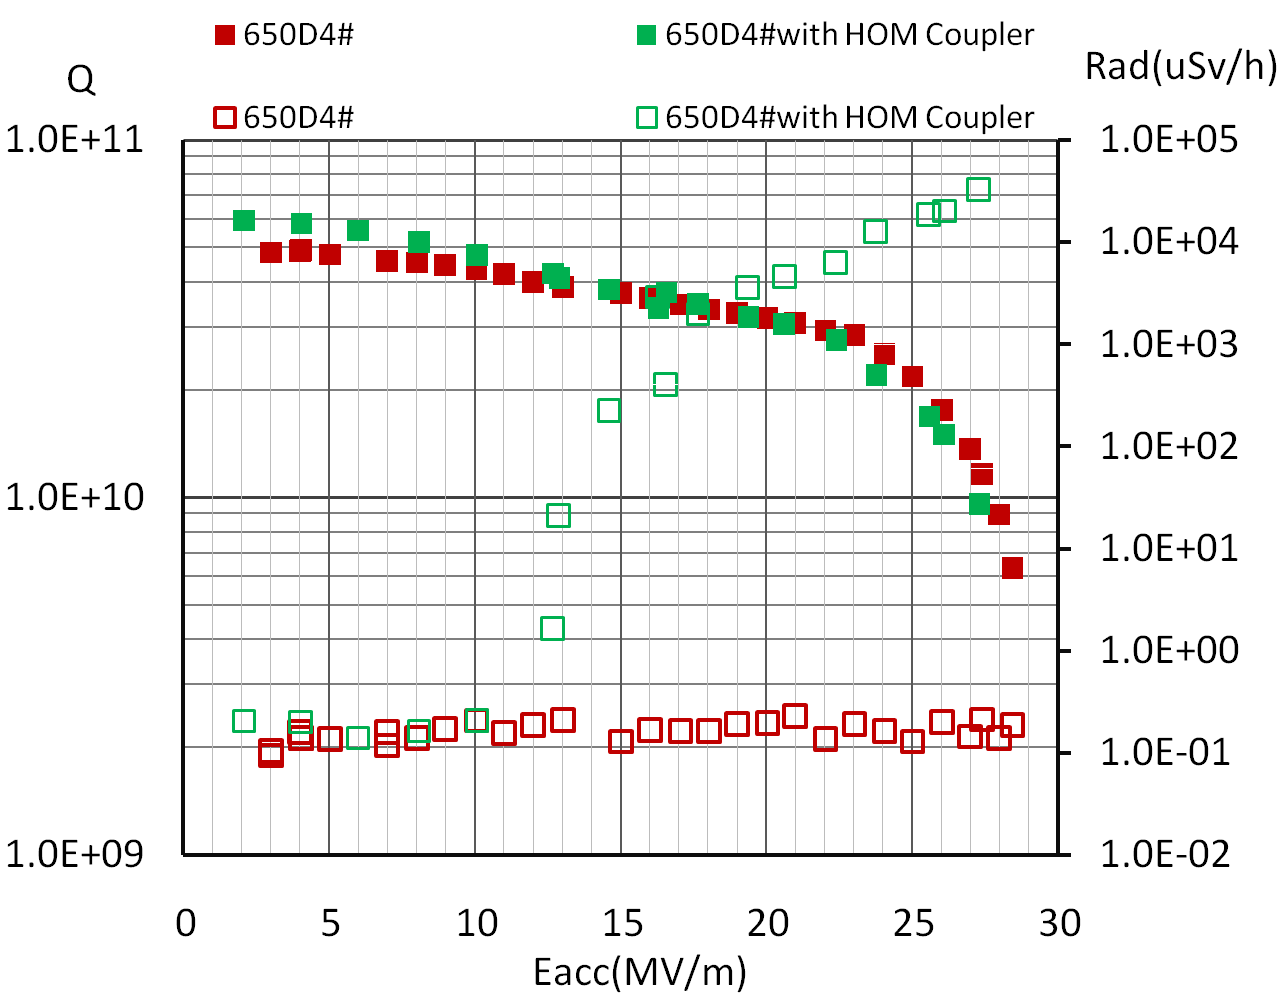 650D4#
650D4#with HOM Coupler
Q
Rad(uSv/h)
650D4#
650D4#with HOM Coupler
1.0E+11
1.0E+10
1.0E+09
1.0E+05
1.0E+04
1.0E+03
1.0E+02
1.0E+01
1.0E+00
1.0E-01
1.0E-02
0 5 10 15 20 25 30
Eacc(MV/m)